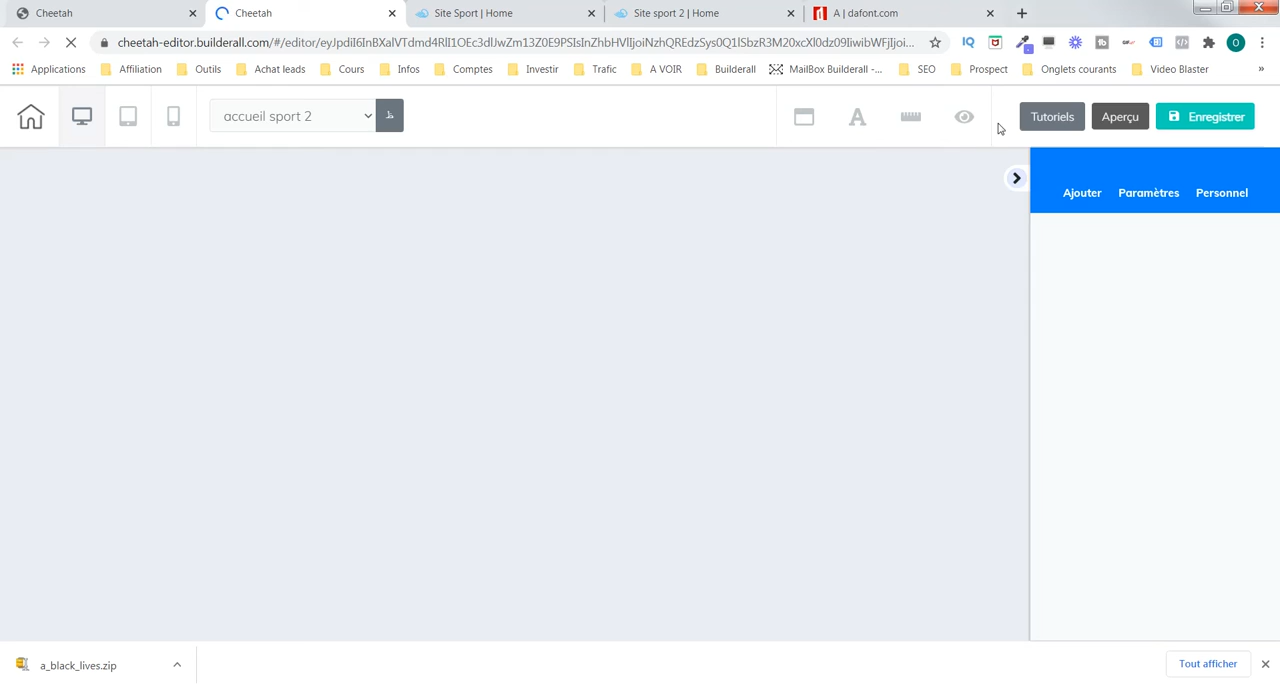 Cheetah
Cheetah
Site Sport | Home
Site sport 2 | Home
A | dafont.com
cheetah-editor.builderall.com/#/editor/
Applications
Affiliation
Outils
Achat leads
Cours
Infos
Comptes
Investir
Trafic
A VOIR
Builderall
MailBox Builderall -...
SEO
Prospect
Onglets courants
Video Blaster
»
accueil sport 2
Tutoriels
Aperçu
Enregistrer
Ajouter
Paramètres
Personnel
a_black_lives.zip
Tout afficher